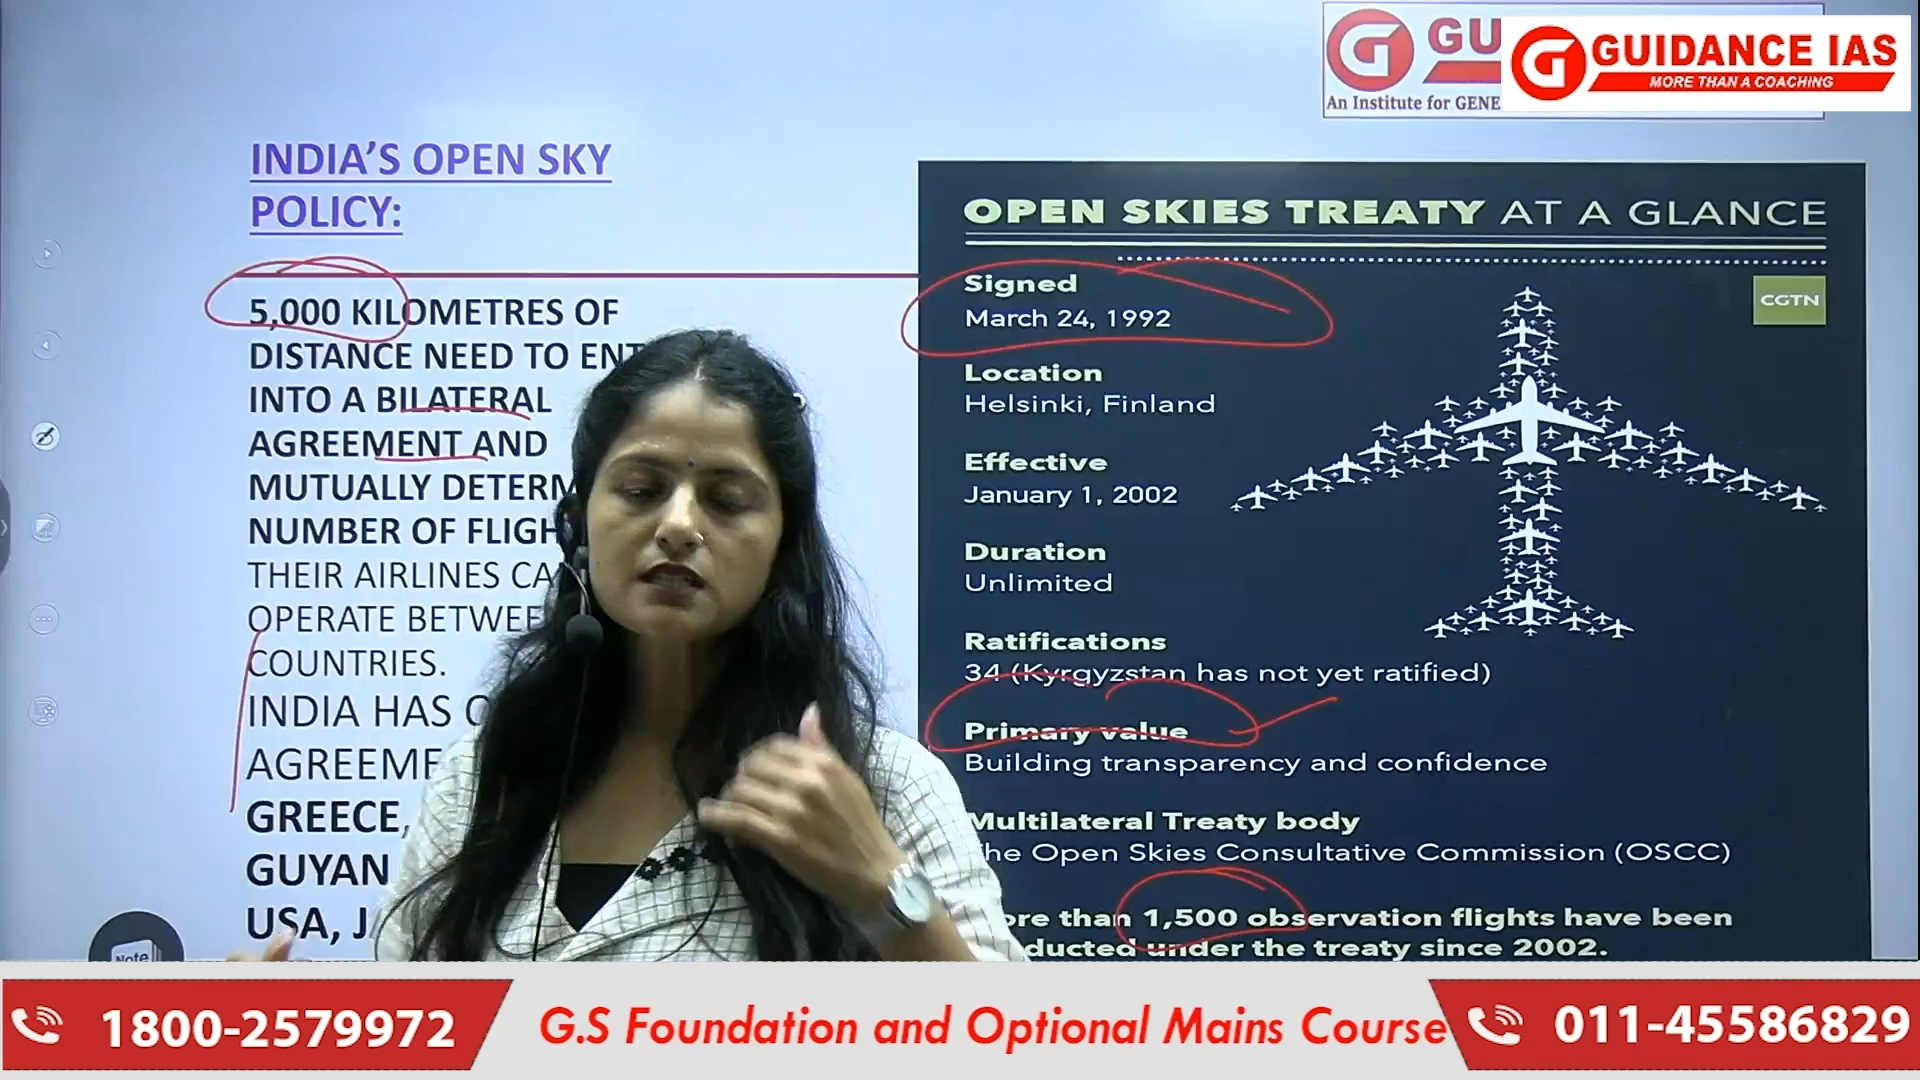 GU
An Institute for GENE
GUIDANCE IAS
MORE THAN A COACHING
INDIA'S OPEN SKY
POLICY:
5,000 KILOMETRES OF
DISTANCE NEED TO ENT
INTO A BILATERAL
AGREEMENT AND
MUTUALLY DETERM
NUMBER OF FLIGH
THEIR AIRLINES CA
OPERATE BETWEE
COUNTRIES.
INDIA HAS
AGREEME
GREECE,
GUYAN
USA, J
Note
OPEN SKIES TREATY AT A GLANCE
CGTN
Signed
March 24, 1992
Location
Helsinki, Finland
Effective
January 1, 2002
Duration
Unlimited
Ratifications
34 (Kyrgyzstan has not yet ratified)
Primary value
Building transparency and confidence
Multilateral Treaty body
he Open Skies Consultative Commission (OSCC)
ore than 1,500 observation flights have been
ducted under the treaty since 2002.
1800-2579972
G.S Foundation and Optional Mains Course
011-45586829